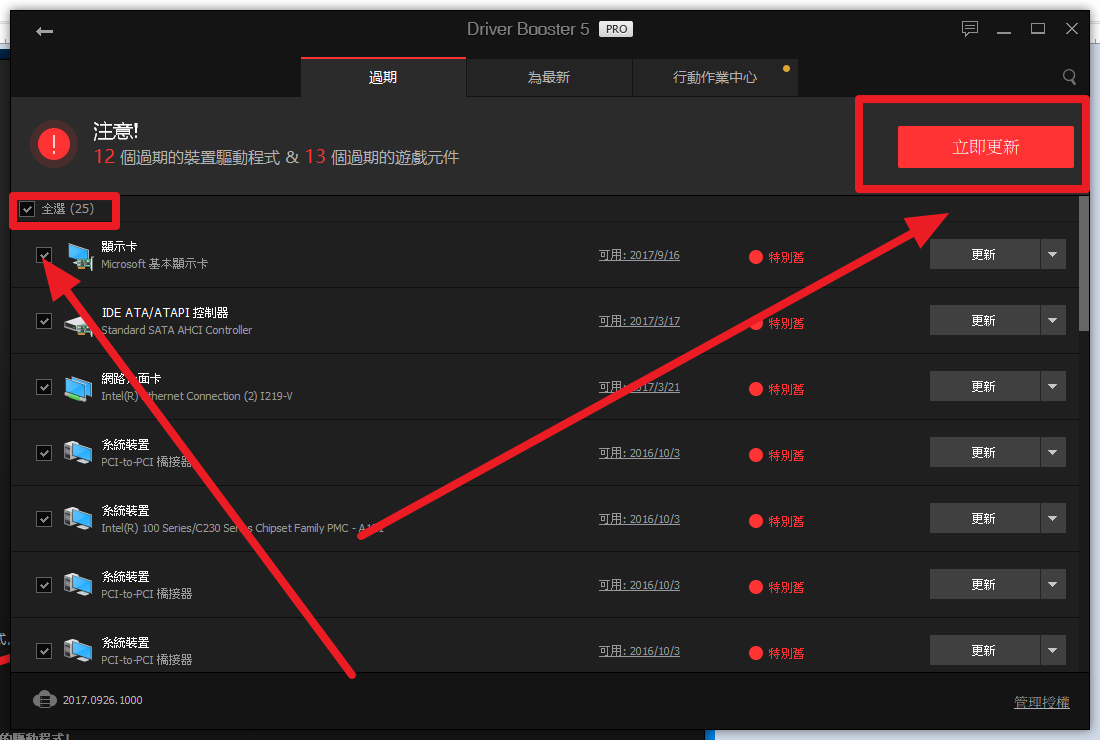 Driver Booster 5 PRO
過期 為最新 行動作業中心
注意!
12 個過期的裝置驅動程式 & 13 個過期的遊戲元件
立即更新
全選 (25)
顯示卡
Microsoft 基本顯示卡
可用: 2017/9/16 特別舊 更新
IDE ATA/ATAPI 控制器
Standard SATA AHCI Controller
可用: 2017/3/17 特別舊 更新
網路 面卡
Intel(R) Ethernet Connection (2) I219-V
可用: 2017/3/21 特別舊 更新
系統裝置
PCI-to-PCI 橋接器
可用: 2016/10/3 特別舊 更新
系統裝置
Intel(R) 100 Series/C230 Series Chipset Family PMC -
可用: 2016/10/3 特別舊 更新
系統裝置
PCI-to-PCI 橋接器
可用: 2016/10/3 特別舊 更新
系統裝置
PCI-to-PCI 橋接器
可用: 2016/10/3 特別舊 更新
2017.0926.1000
管理授權
的驅動程式!